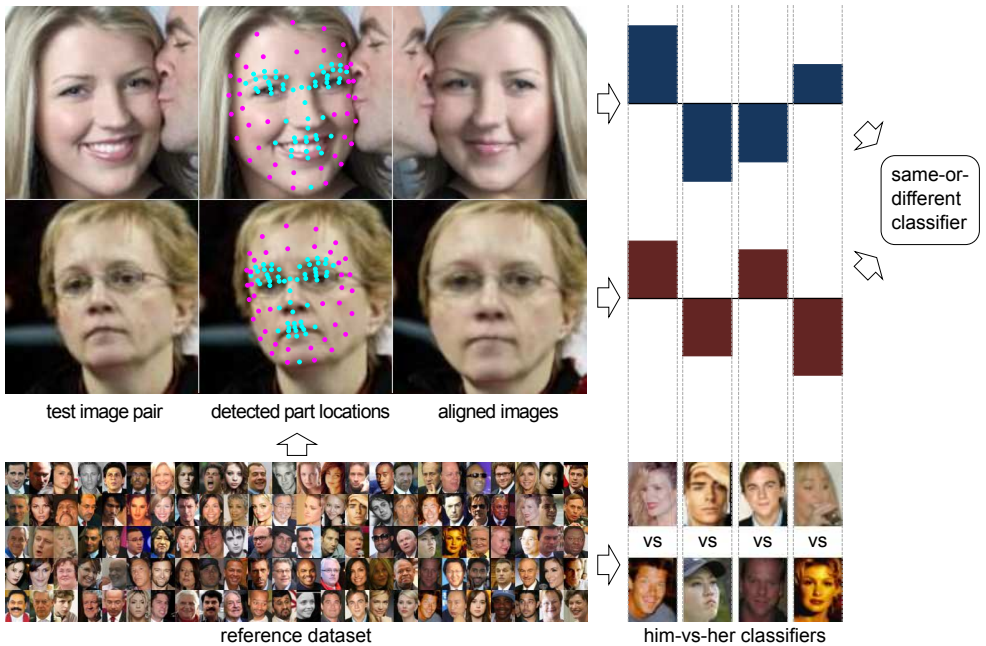 same-or-
different
classifier
test image pair
detected part locations
aligned images
vs
vs
vs
vs
reference dataset
him-vs-her classifiers